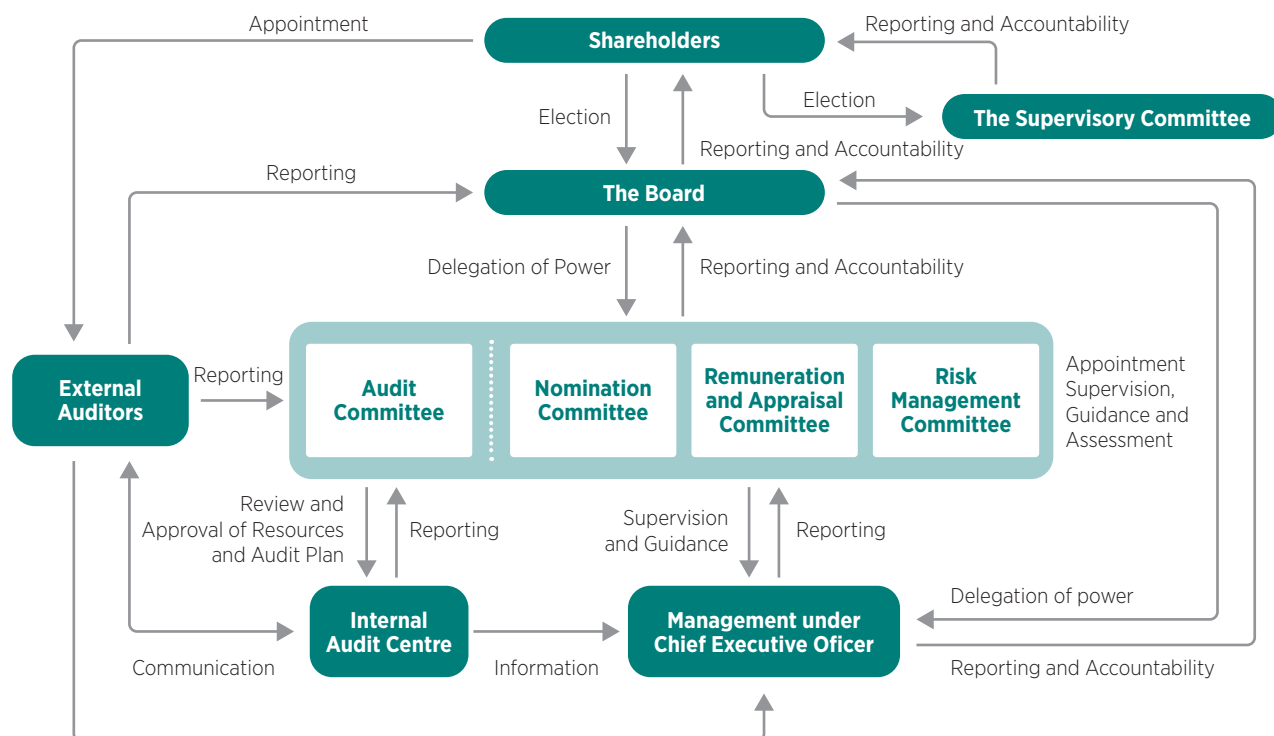 Appointment
Shareholders
Reporting and Accountability
Election
Election
The Supervisory Committee
Reporting and Accountability
Reporting
The Board
Delegation of Power
Reporting and Accountability
External
Auditors
Reporting
Audit
Committee
Nomination
Committee
Remuneration
and Appraisal
Committee
Risk
Management
Committee
Appointment
Supervision,
Guidance and
Assessment
Review and
Approval of Resources
and Audit Plan
Reporting
Supervision
and Guidance
Reporting
Internal
Audit Centre
Management under
Chief Executive Oficer
Delegation of power
Communication
Information
Reporting and Accountability